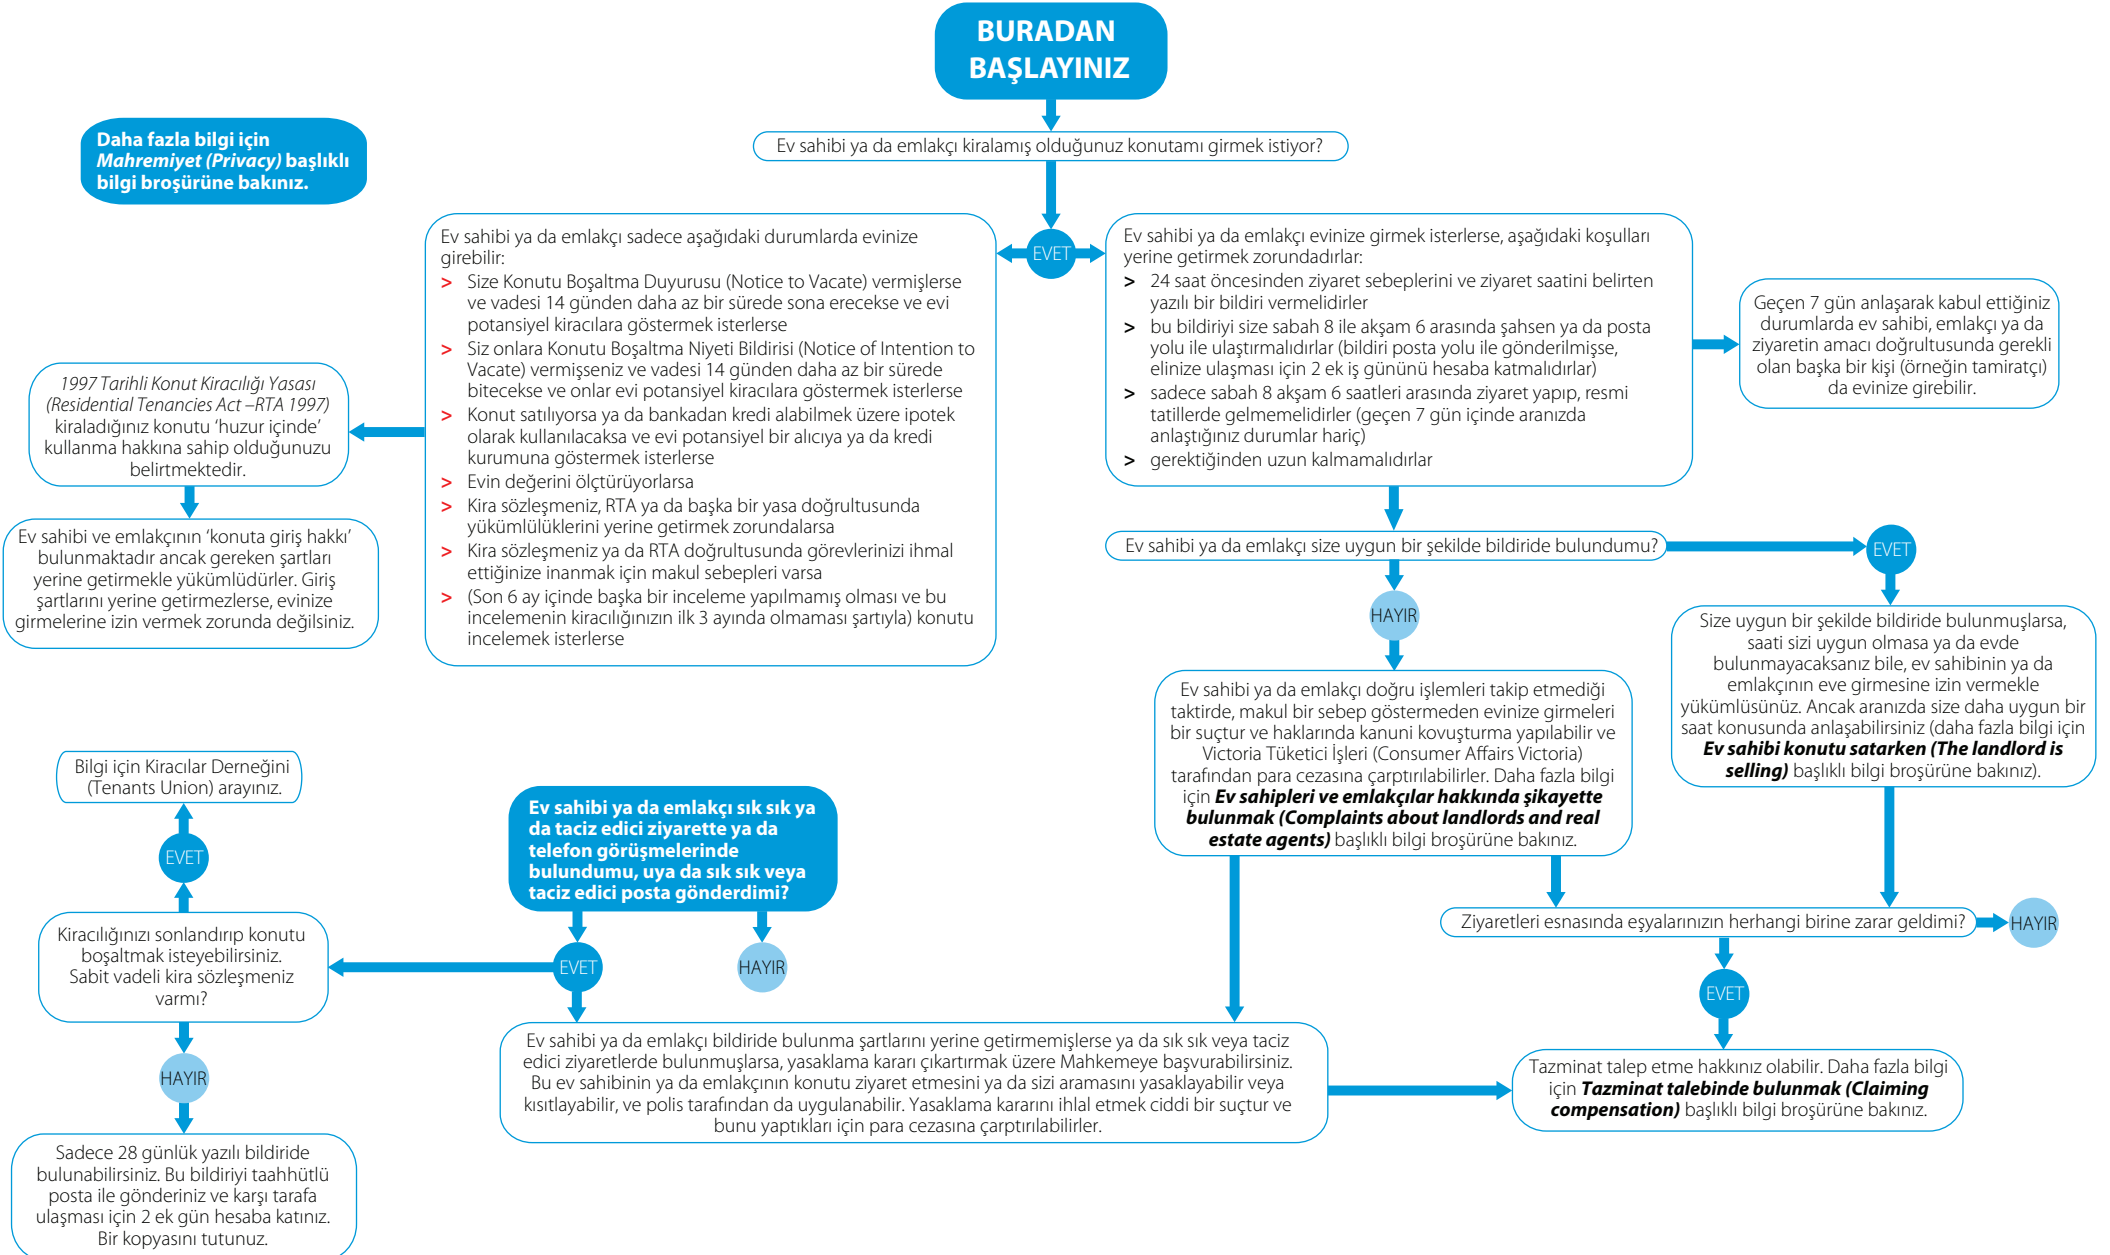 BURADAN
BAŞLAYINIZ
Daha fazla bilgi için
Mahremiyet (Privacy) başlıklı
bilgi broşürüne bakınız.
Ev sahibi ya da emlakçı kiralamış olduğunuz konutamı girmek istiyor?
EVET
Ev sahibi ya da emlakçı sadece aşağıdaki durumlarda evinize
girebilir:
> Size Konutu Boşaltma Duyurusu (Notice to Vacate) vermişlerse
ve vadesi 14 günden daha az bir sürede sona erecekse ve evi
potansiyel kiracılara göstermek isterlerse
> Siz onlara Konutu Boşaltma Niyeti Bildirisi (Notice of Intention to
Vacate) vermişseniz ve vadesi 14 günden daha az bir sürede
bitecekse ve onlar evi potansiyel kiracılara göstermek isterlerse
> Konut satılıyorsa ya da bankadan kredi alabilmek üzere ipotek
olarak kullanılacaksa ve evi potansiyel bir alıcıya ya da kredi
kurumuna göstermek isterlerse
> Evin değerini ölçtürüyorlarsa
> Kira sözleşmeniz, RTA ya da başka bir yasa doğrultusunda
yükümlülüklerini yerine getirmek zorundalarsa
> Kira sözleşmeniz ya da RTA doğrultusunda görevlerinizi ihmal
ettiğinize inanmak için makul sebepleri varsa
> (Son 6 ay içinde başka bir inceleme yapılmamış olması ve bu
incelemenin kiracılığınızın ilk 3 ayında olmaması şartıyla) konutu
incelemek isterlerse
Ev sahibi ya da emlakçı evinize girmek isterlerse, aşağıdaki koşulları
yerine getirmek zorundadırlar:
> 24 saat öncesinden ziyaret sebeplerini ve ziyaret saatini belirten
yazılı bir bildiri vermelidirler
> bu bildiriyi size sabah 8 ile akşam 6 arasında şahsen ya da posta
yolu ile ulaştırmalıdırlar (bildiri posta yolu ile gönderilmişse,
elinize ulaşması için 2 ek iş gününü hesaba katmalıdırlar)
> sadece sabah 8 akşam 6 saatleri arasında ziyaret yapıp, resmi
tatillerde gelmemelidirler (geçen 7 gün içinde aranızda
anlaştığınız durumlar hariç)
> gerektiğinden uzun kalmamalıdırlar
Geçen 7 gün anlaşarak kabul ettiğiniz
durumlarda ev sahibi, emlakçı ya da
ziyaretin amacı doğrultusunda gerekli
olan başka bir kişi (örneğin tamiratçı)
da evinize girebilir.
1997 Tarihli Konut Kiracılığı Yasası
(Residential Tenancies Act –RTA 1997)
kiraladığınız konutu ‘huzur içinde’
kullanma hakkına sahip olduğunuzu
belirtmektedir.
Ev sahibi ve emlakçının ‘konuta giriş hakkı’
bulunmaktadır ancak gereken şartları
yerine getirmekle yükümlüdürler. Giriş
şartlarını yerine getirmezlerse, evinize
girmelerine izin vermek zorunda değilsiniz.
Ev sahibi ya da emlakçı size uygun bir şekilde bildiride bulundumu?
EVET
HAYIR
Size uygun bir şekilde bildiride bulunmuşlarsa,
saati sizi uygun olmasa ya da evde
bulunmayacaksanız bile, ev sahibinin ya da
emlakçının eve girmesine izin vermekle
yükümlüsünüz. Ancak aranızda size daha uygun bir
saat konusunda anlaşabilirsiniz (daha fazla bilgi için
Ev sahibi konutu satarken (The landlord is
selling) başlıklı bilgi broşürüne bakınız).
Ev sahibi ya da emlakçı doğru işlemleri takip etmediği
taktirde, makul bir sebep göstermeden evinize girmeleri
bir suçtur ve haklarında kanuni kovuşturma yapılabilir ve
Victoria Tüketici İşleri (Consumer Affairs Victoria)
tarafından para cezasına çarptırılabilirler. Daha fazla bilgi
için Ev sahipleri ve emlakçılar hakkında şikayette
bulunmak (Complaints about landlords and real
estate agents) başlıklı bilgi broşürüne bakınız.
Bilgi için Kiracılar Derneğini
(Tenants Union) arayınız.
EVET
Ev sahibi ya da emlakçı sık sık ya
da taciz edici ziyarette ya da
telefon görüşmelerinde
bulundumu, uya da sık sık veya
taciz edici posta gönderdimi?
Kiracılığınızı sonlandırıp konutu
boşaltmak isteyebilirsiniz.
Sabit vadeli kira sözleşmeniz
varmı?
EVET
HAYIR
Ziyaretleri esnasında eşyalarınızın herhangi birine zarar geldimi?
HAYIR
EVET
Ev sahibi ya da emlakçı bildiride bulunma şartlarını yerine getirmemişlerse ya da sık sık veya taciz
edici ziyaretlerde bulunmuşlarsa, yasaklama kararı çıkartırmak üzere Mahkemeye başvurabilirsiniz.
Bu ev sahibinin ya da emlakçının konutu ziyaret etmesini ya da sizi aramasını yasaklayabilir veya
kısıtlayabilir, ve polis tarafından da uygulanabilir. Yasaklama kararını ihlal etmek ciddi bir suçtur ve
bunu yaptıkları için para cezasına çarptırılabilirler.
Tazminat talep etme hakkınız olabilir. Daha fazla bilgi
için Tazminat talebinde bulunmak (Claiming
compensation) başlıklı bilgi broşürüne bakınız.
HAYIR
Sadece 28 günlük yazılı bildiride
bulunabilirsiniz. Bu bildiriyi taahhütlü
posta ile gönderiniz ve karşı tarafa
ulaşması için 2 ek gün hesaba katınız.
Bir kopyasını tutunuz.